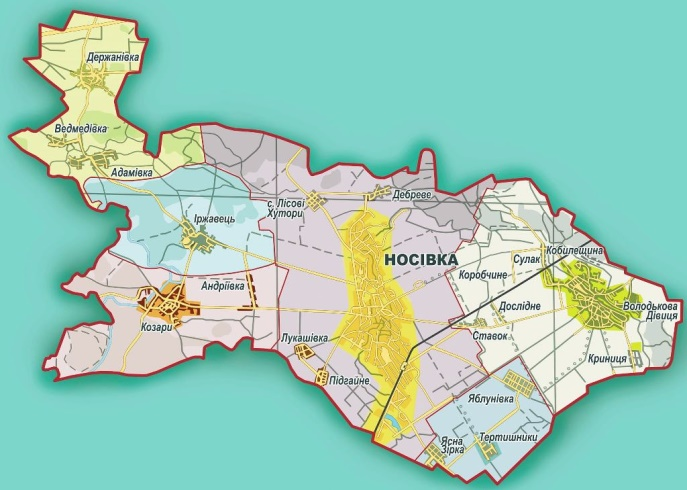 Держанівка
Ведмедівка
Адамівка
Іржавець
с. Лісові
Хутори
Дебреве
НОСІВКА
Кобилещина
Сулак
Коробчине
Андріївка
Козари
Дослідне
Володькова
Дівиця
Ставок
Лукашівка
Криниця
Підгайне
Яблунівка
Ясна
Зірка
Тертишники